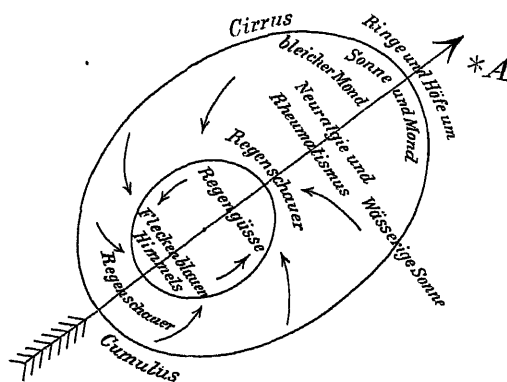 Cirrus
Ringe und Höfe um
Sonne und Mond
bleicher Mond
* A
Neuralgie und
Rheumatismus
Regenschauer
Wässerige Sonne
Regengüsse
Flecken blauen
Himmels
Regenschauer
Cumulus